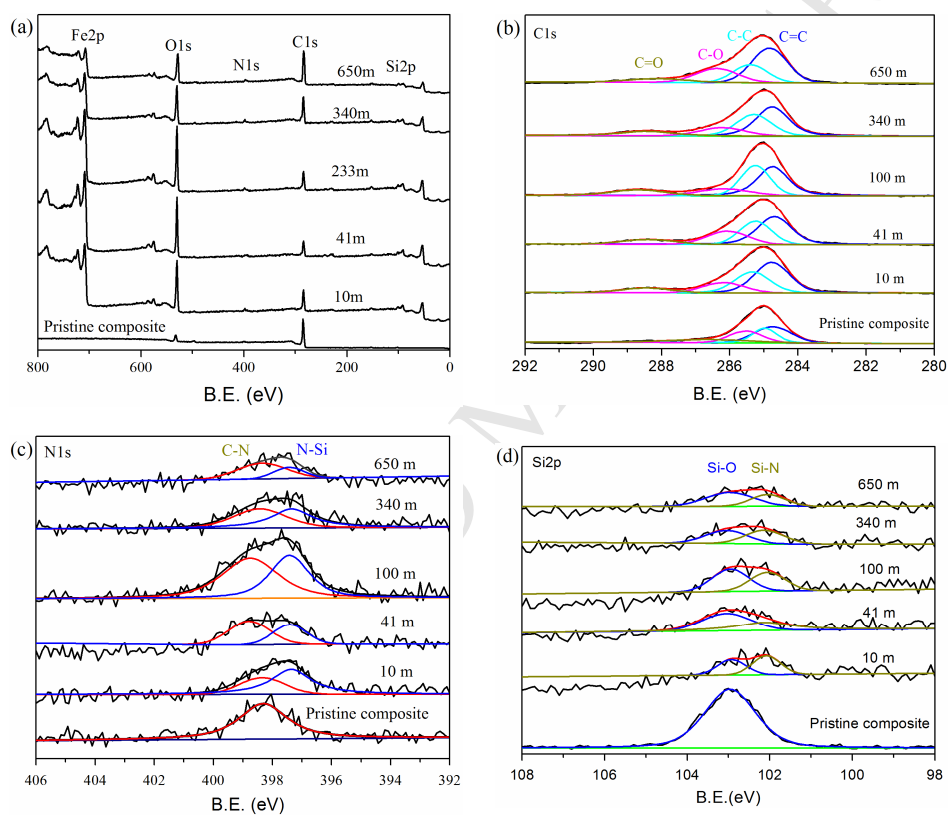 (a)
Fe2p
O1s
N1s
C1s
Si2p
650m
340m
233m
41m
10m
Pristine composite
800 600 400 200 0
B.E. (eV)
(b)
C1s
C=O
C-O
C-C
C=C
650 m
340 m
100 m
41 m
10 m
Pristine composite
292 290 288 286 284 282 280
B.E. (eV)
(c)
N1s
C-N
N-Si
650 m
340 m
100 m
41 m
10 m
Pristine composite
406 404 402 400 398 396 394 392
B.E. (eV)
(d)
Si2p
Si-O
Si-N
650 m
340 m
100 m
41 m
10 m
Pristine composite
108 106 104 102 100 98
B.E.(eV)